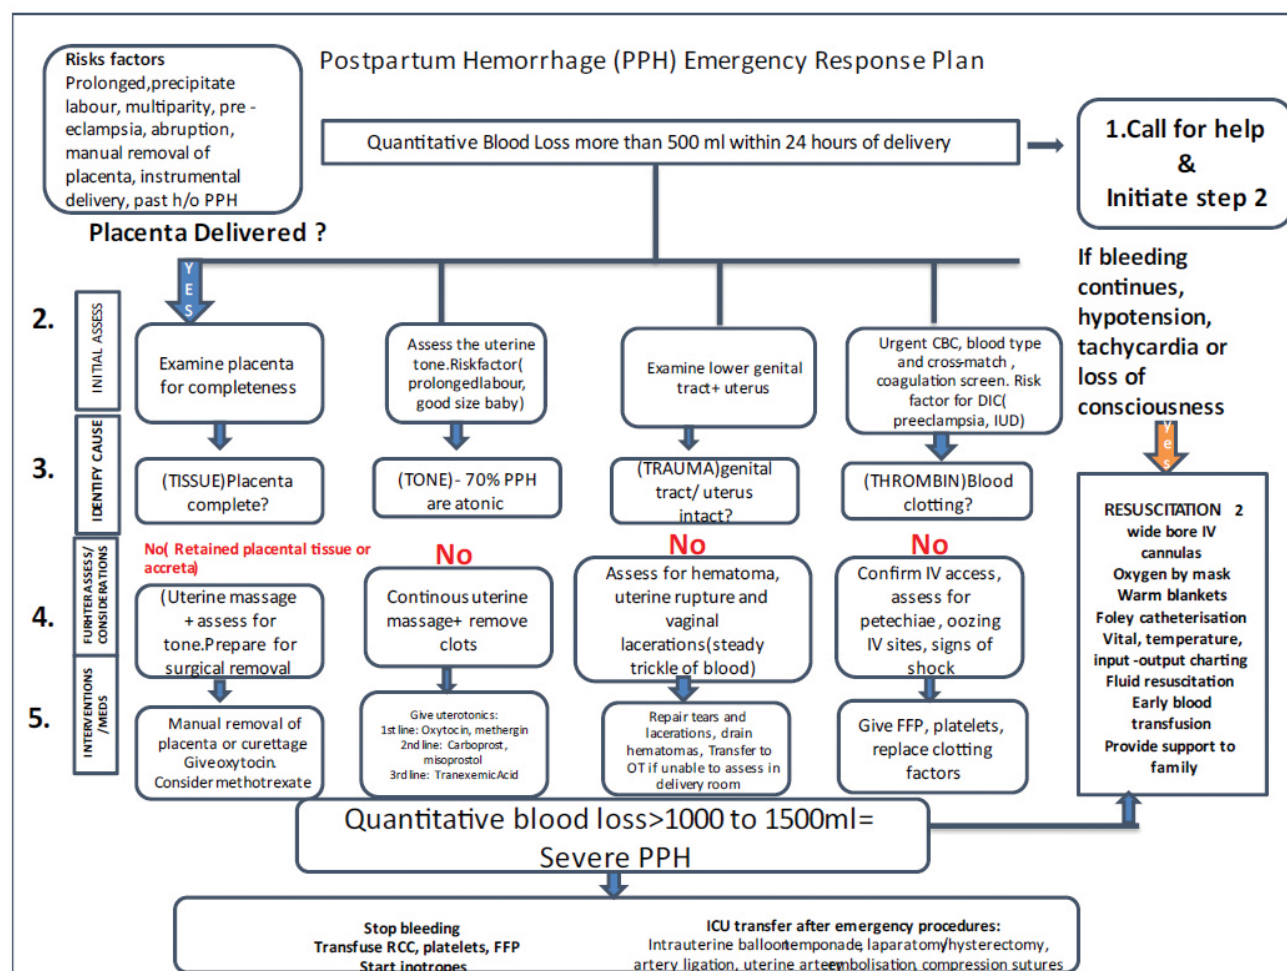 Postpartum Hemorrhage (PPH) Emergency Response Plan
Risks factors
Prolonged,precipitate
labour, multiparity, pre -
eclampsia, abruption,
manual removal of
placenta, instrumental
delivery, past h/o PPH
Quantitative Blood Loss more than 500 ml within 24 hours of delivery
1.Call for help
&
Initiate step 2
Placenta Delivered ?
YES
2.
INITIAL ASSESS
Examine placenta
for completeness
Assess the uterine
tone.Riskfactor(
prolongedlabour,
good size baby)
Examine lower genital
tract+ uterus
Urgent CBC, blood type
and cross-match ,
coagulation screen. Risk
factor for DIC(
preeclampsia, IUD)
If bleeding
continues,
hypotension,
tachycardia or
loss of
consciousness
yes
3.
IDENTIFY CAUSE
(TISSUE)Placenta
complete?
(TONE)- 70% PPH
are atonic
(TRAUMA)genital
tract/ uterus
intact?
(THROMBIN)Blood
clotting?
No( Retained placental tissue or
accreta)
No
No
No
4.
FURHTER ASSESS/
CONSIDERATIONS
(Uterine massage
+ assess for
tone.Prepare for
surgical removal
Continous uterine
massage+ remove
clots
Assess for hematoma,
uterine rupture and
vaginal
lacerations(steady
trickle of blood)
Confirm IV access,
assess for
petechiae , oozing
IV sites, signs of
shock
5.
INTERVENTIONS
/MEDS
Manual removal of
placenta or curettage
Give oxytocin.
Consider methotrexate
Give uterotonics:
1st line: Oxytocin, methergin
2nd line: Carboprost,
misoprostol
3rd line: Tranexemic Acid
Repair tears and
lacerations, drain
hematomas, Transfer to
OT if unable to assess in
delivery room
Give FFP, platelets,
replace clotting
factors
RESUSCITATION 2
wide bore IV
cannulas
Oxygen by mask
Warm blankets
Foley catheterisation
Vital, temperature,
input -output charting
Fluid resuscitation
Early blood
transfusion
Provide support to
family
Quantitative blood loss>1000 to 1500ml=
Severe PPH
Stop bleeding
Transfuse RCC, platelets, FFP
Start inotropes
ICU transfer after emergency procedures:
Intrauterine balloon temponade, laparatomy/hysterectomy,
artery ligation, uterine artery embolisation, compression sutures